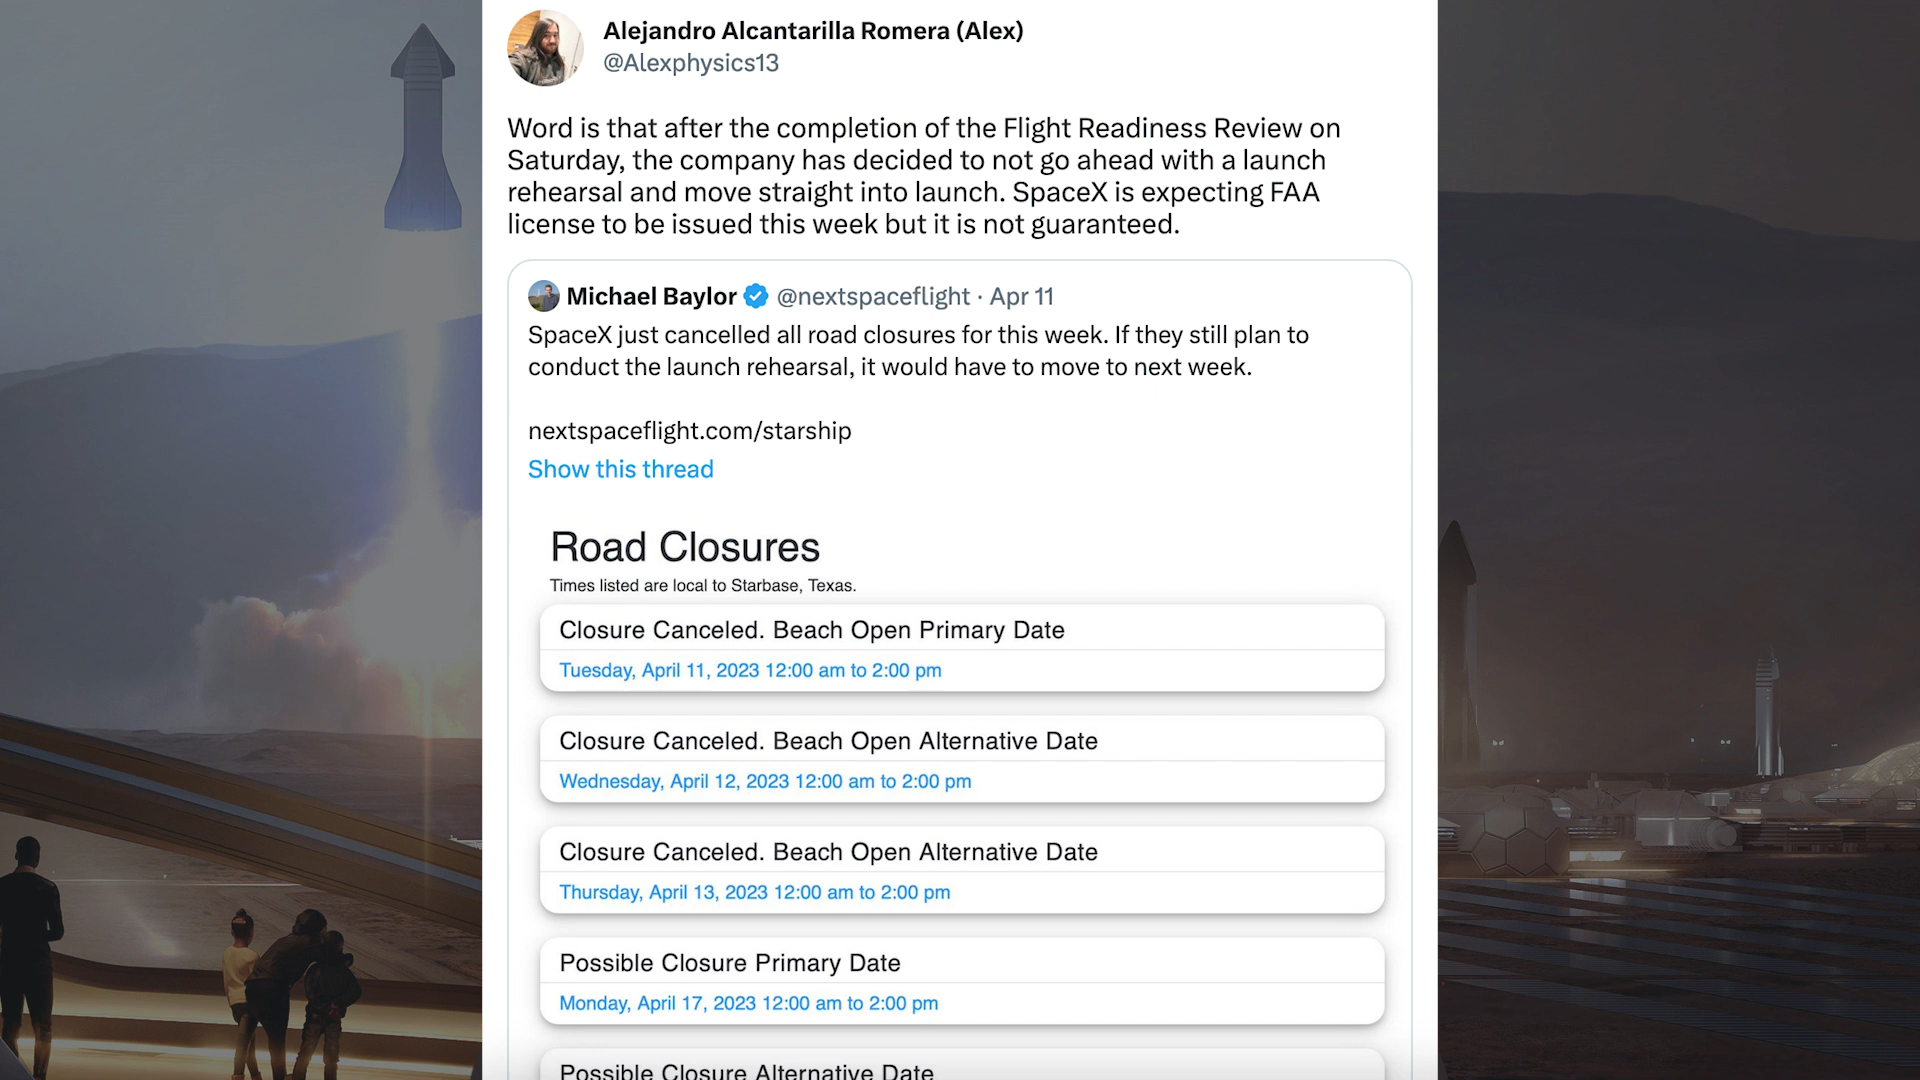 Alejandro Alcantarilla Romera (Alex)
@Alexphysics13
Word is that after the completion of the Flight Readiness Review on
Saturday, the company has decided to not go ahead with a launch
rehearsal and move straight into launch. SpaceX is expecting FAA
license to be issued this week but it is not guaranteed.
Michael Baylor @nextspaceflight · Apr 11
SpaceX just cancelled all road closures for this week. If they still plan to
conduct the launch rehearsal, it would have to move to next week.
nextspaceflight.com/starship
Show this thread
Road Closures
Times listed are local to Starbase, Texas.
Closure Canceled. Beach Open Primary Date
Tuesday, April 11, 2023 12:00 am to 2:00 pm
Closure Canceled. Beach Open Alternative Date
Wednesday, April 12, 2023 12:00 am to 2:00 pm
Closure Canceled. Beach Open Alternative Date
Thursday, April 13, 2023 12:00 am to 2:00 pm
Possible Closure Primary Date
Monday, April 17, 2023 12:00 am to 2:00 pm
Possible Closure Alternative Date